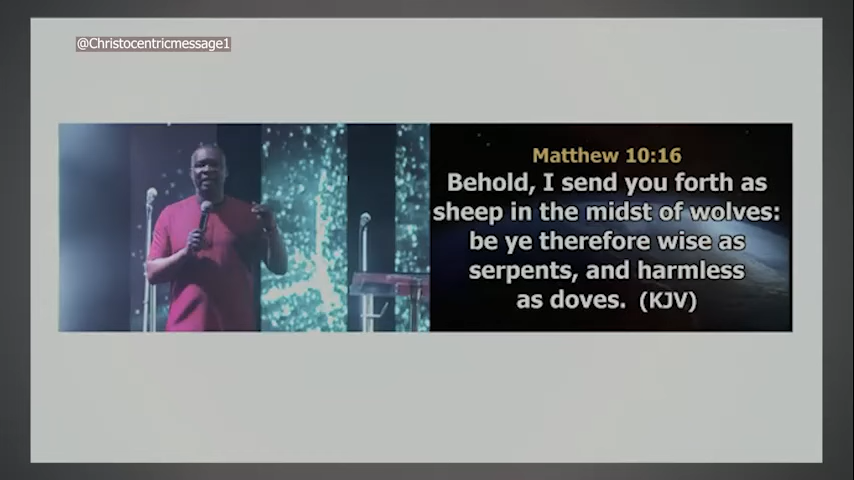 @Christocentricmessage1
Matthew 10:16
Behold, I send you forth as
sheep in the midst of wolves:
be ye therefore wise as
serpents, and harmless
as doves. (KJV)